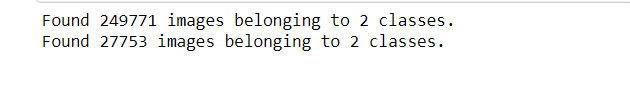 Found 249771 images belonging to 2 classes.
Found 27753 images belonging to 2 classes.